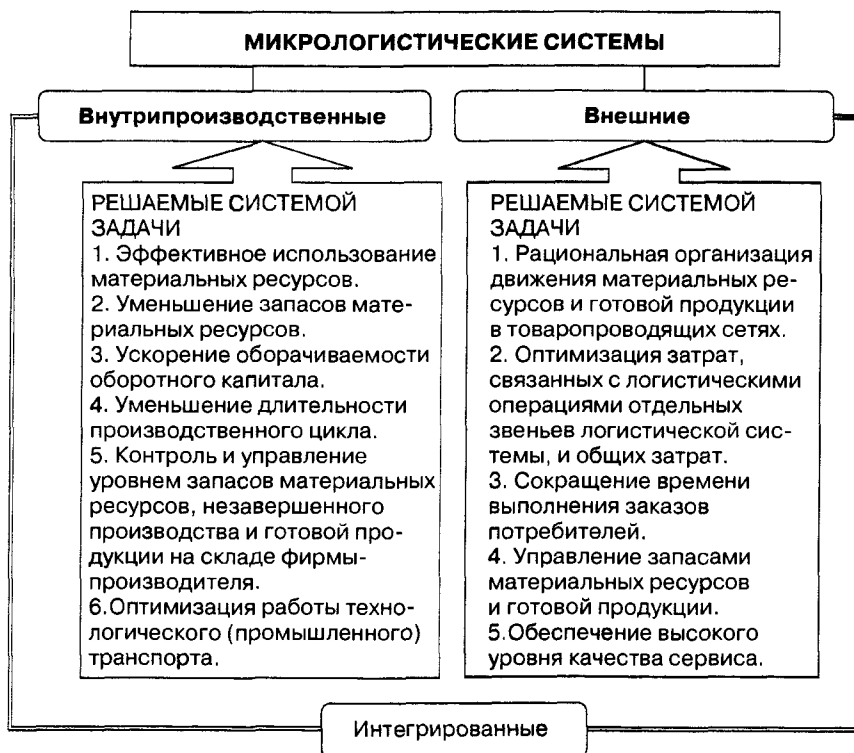 МИКРОЛОГИСТИЧЕСКИЕ СИСТЕМЫ
Внутрипроизводственные
РЕШАЕМЫЕ СИСТЕМОЙ
ЗАДАЧИ
1. Эффективное использование
материальных ресурсов.
2. Уменьшение запасов мате-
риальных ресурсов.
3. Ускорение оборачиваемости
оборотного капитала.
4. Уменьшение длительности
производственного цикла.
5. Контроль и управление
уровнем запасов материальных
ресурсов, незавершенного
производства и готовой про-
дукции на складе фирмы-
производителя.
6.Оптимизация работы техно-
логического (промышленного)
транспорта.
Внешние
РЕШАЕМЫЕ СИСТЕМОЙ
ЗАДАЧИ
1. Рациональная организация
движения материальных ре-
сурсов и готовой продукции
в товаропроводящих сетях.
2. Оптимизация затрат,
связанных с логистическими
операциями отдельных
звеньев логистической сис-
темы, и общих затрат.
3. Сокращение времени
выполнения заказов
потребителей.
4. Управление запасами
материальных ресурсов
и готовой продукции.
5.Обеспечение высокого
уровня качества сервиса.
Интегрированные